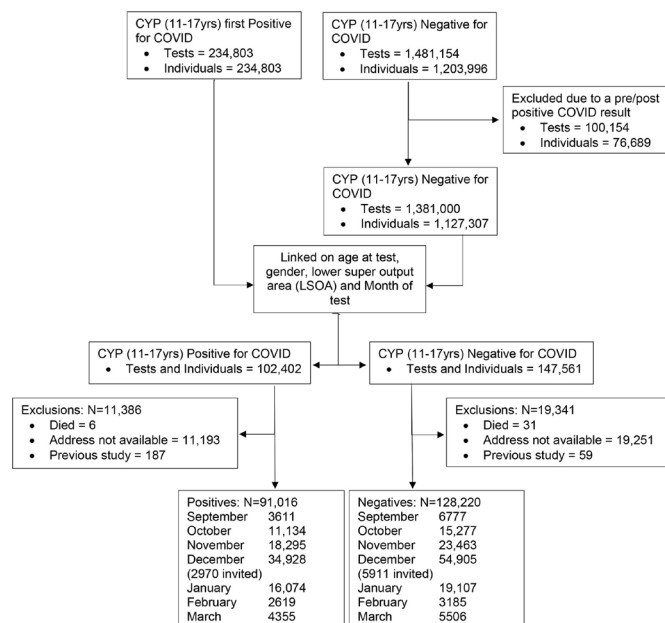 CYP (11-17yrs) first Positive
for COVID
• Tests = 234,803
• Individuals = 234,803
CYP (11-17yrs) Negative for
COVID
• Tests = 1,481,154
• Individuals = 1,203,996
Excluded due to a pre/post
positive COVID result
• Tests = 100,154
• Individuals = 76,689
CYP (11-17yrs) Negative for
COVID
• Tests = 1,381,000
• Individuals = 1,127,307
Linked on age at test,
gender, lower super output
area (LSOA) and Month of
test
CYP (11-17yrs) Positive for COVID
• Tests and Individuals = 102,402
CYP (11-17yrs) Negative for COVID
• Tests and Individuals = 147,561
Exclusions: N=11,386
• Died = 6
• Address not available = 11,193
• Previous study = 187
Exclusions: N=19,341
• Died = 31
• Address not available = 19,251
• Previous study = 59
Positives: N=91,016
September 3611
October 11,134
November 18,295
December 34,928
(2970 invited)
January 16,074
February 2619
March 4355
Negatives: N=128,220
September 6777
October 15,277
November 23,463
December 54,905
(5911 invited)
January 19,107
February 3185
March 5506